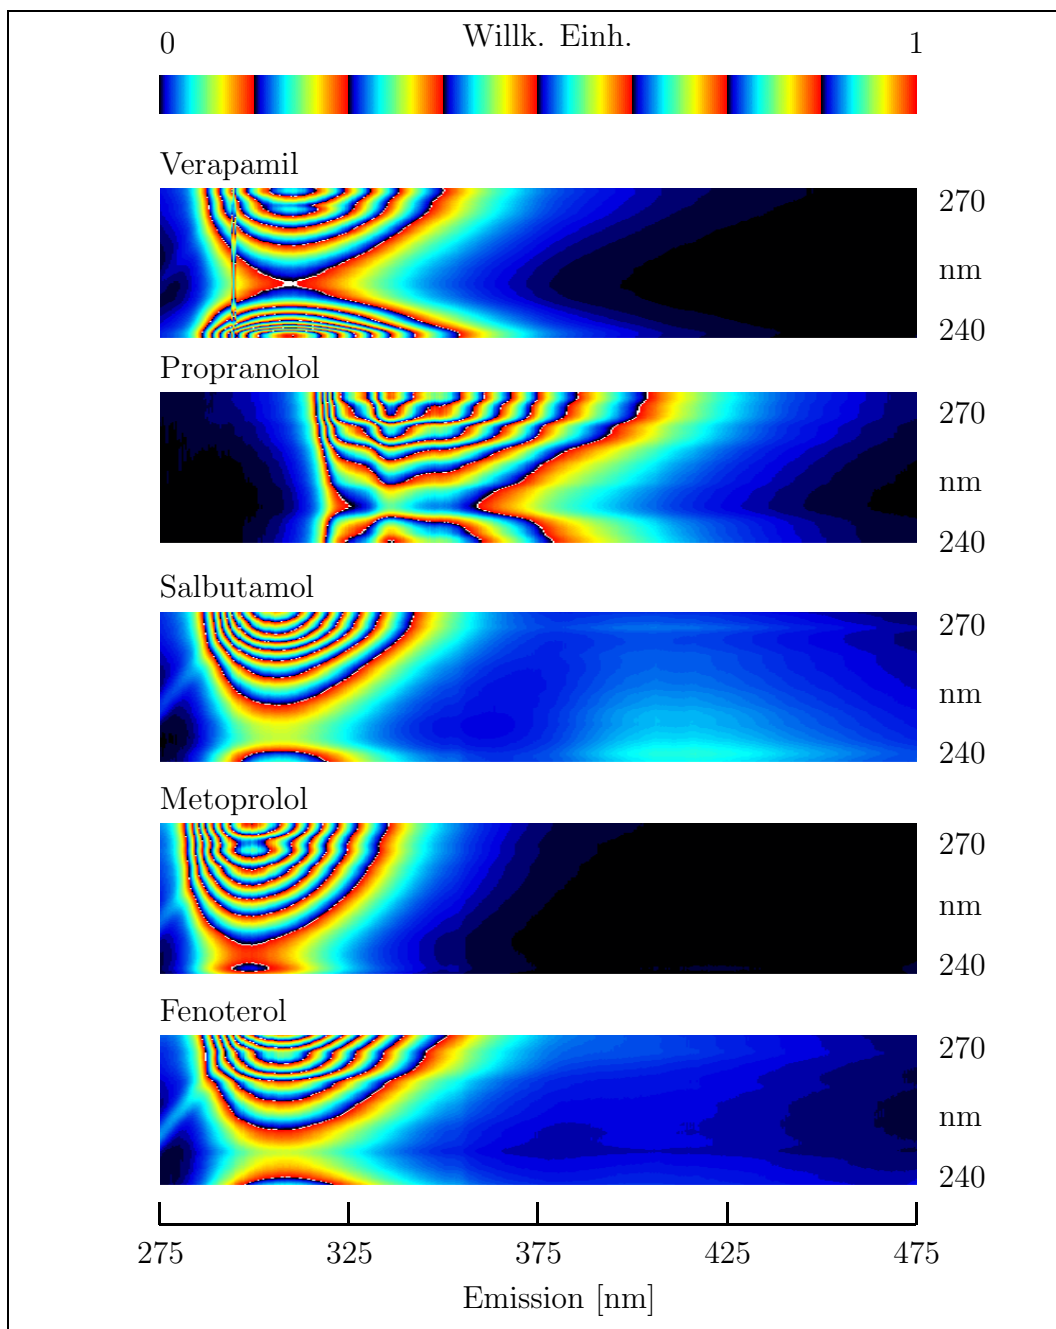 0 Willk. Einh. 1
Verapamil
270
nm
240
Propranolol
270
nm
240
Salbutamol
270
nm
240
Metoprolol
270
nm
240
Fenoterol
270
nm
240
275 325 375 425 475
Emission [nm]